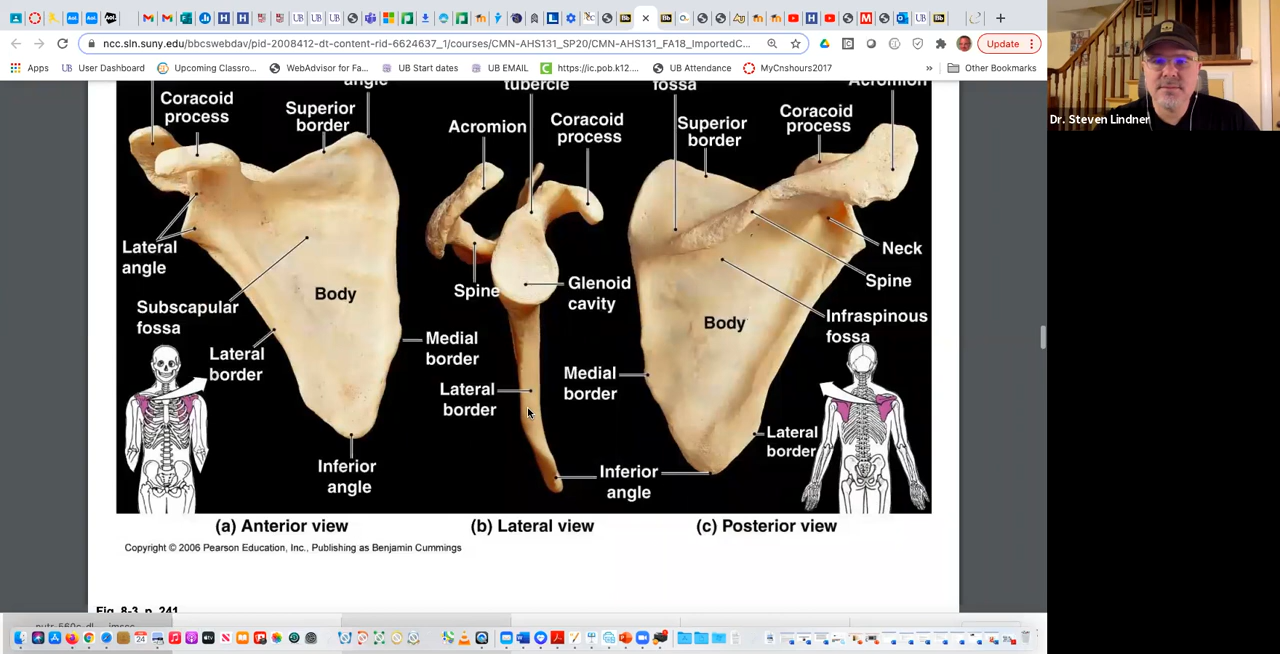 ncc.sln.suny.edu/bbcswebdav/pid-2008412-dt-content-rid-6624637_1/courses/CMN-AHS131_SP20/CMN-AHS131_FA18_ImportedC...
Update
Apps
User Dashboard
Upcoming Classro...
WebAdvisor for Fa...
UB Start dates
UB EMAIL
https://ic.pob.k12....
UB Attendance
MyCnshours2017
»
Other Bookmarks
Dr. Steven Lindner
angle
tubercle
fossa
Acromion
Coracoid
process
Superior
border
Acromion
Coracoid
process
Superior
border
Coracoid
process
Lateral
angle
Subscapular
fossa
Lateral
border
Body
Medial
border
Inferior
angle
Spine
Glenoid
cavity
Lateral
border
Inferior
angle
Neck
Spine
Infraspinous
fossa
Body
Medial
border
Lateral
border
(a) Anterior view
(b) Lateral view
(c) Posterior view
Copyright © 2006 Pearson Education, Inc., Publishing as Benjamin Cummings
Fig. 8-3, p. 241